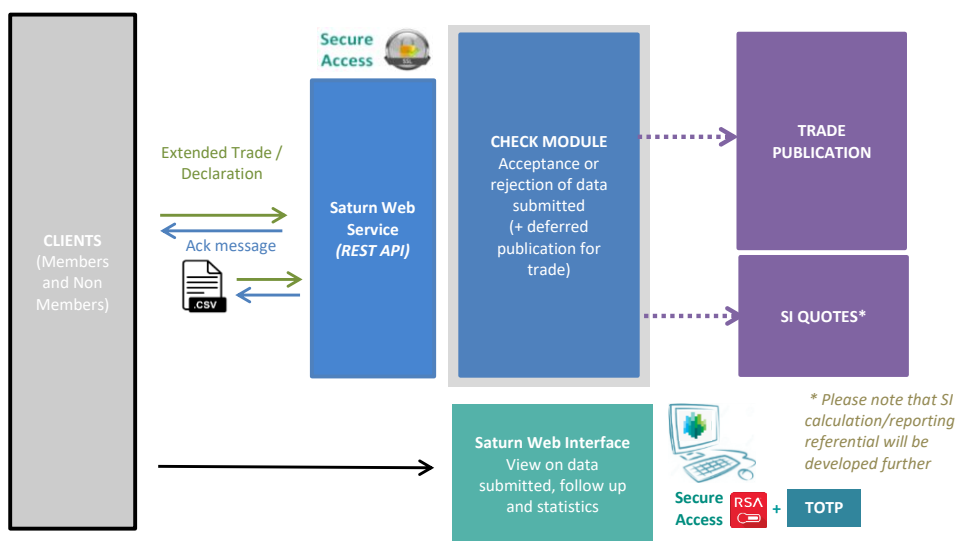 Secure
Access
SSL
CLIENTS
(Members
and Non
Members)
Extended Trade /
Declaration
Ack message
.CSV
Saturn Web
Service
(REST API)
CHECK MODULE
Acceptance or
rejection of data
submitted
(+ deferred
publication for
trade)
TRADE
PUBLICATION
SI QUOTES*
* Please note that SI
calculation/reporting
referential will be
developed further
Saturn Web Interface
View on data
submitted, follow up
and statistics
Secure
Access
RSA
+
TOTP